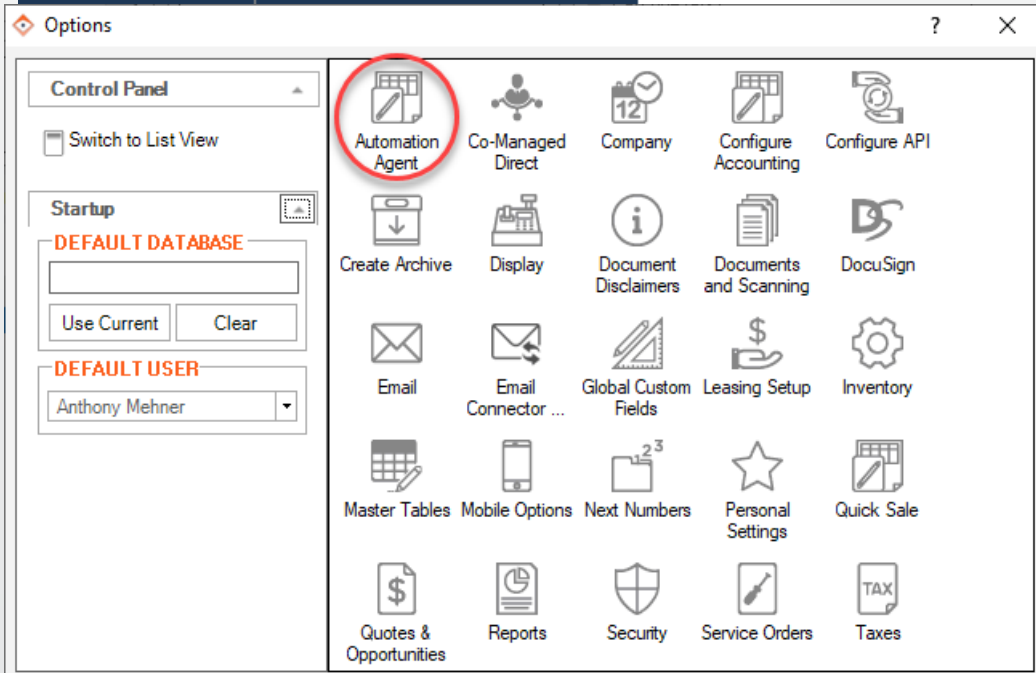 Options
?
Control Panel
Switch to List View
Startup
DEFAULT DATABASE
Use Current
Clear
DEFAULT USER
Anthony Mehner
Automation
Agent
Co-Managed
Direct
12
Company
Configure
Accounting
Configure API
Create Archive
Display
i
Document
Disclaimers
Documents
and Scanning
DS
DocuSign
Email
Email
Connector ...
Global Custom
Fields
$
Leasing Setup
Inventory
Master Tables
Mobile Options
123
Next Numbers
Personal
Settings
Quick Sale
$
Quotes &
Opportunities
Reports
Security
Service Orders
TAX
Taxes